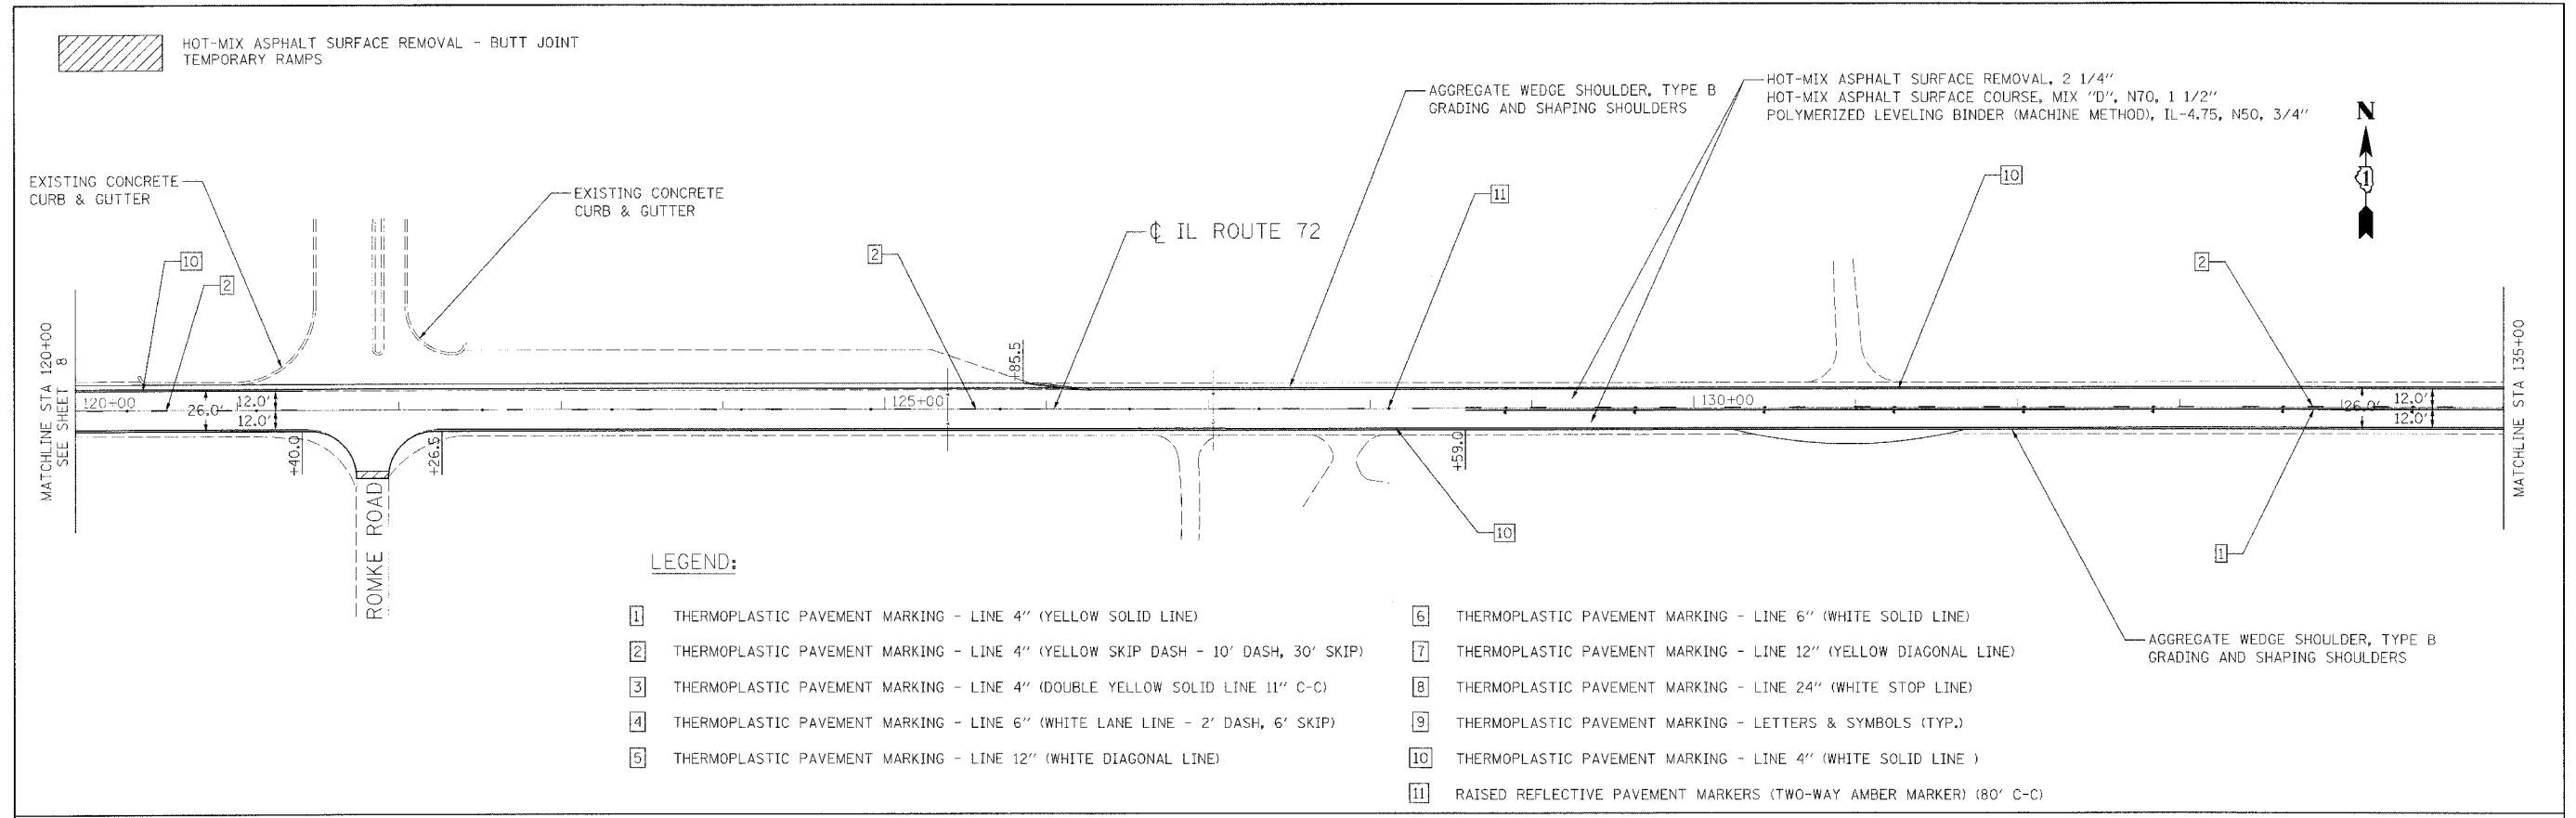 HOT-MIX ASPHALT SURFACE REMOVAL - BUTT JOINT
TEMPORARY RAMPS
AGGREGATE WEDGE SHOULDER, TYPE B
GRADING AND SHAPING SHOULDERS
HOT-MIX ASPHALT SURFACE REMOVAL, 2 1/4"
HOT-MIX ASPHALT SURFACE COURSE, MIX "D", N70, 1 1/2"
POLYMERIZED LEVELING BINDER (MACHINE METHOD), IL-4.75, N50, 3/4"
N
1
EXISTING CONCRETE
CURB & GUTTER
EXISTING CONCRETE
CURB & GUTTER
11
10
℄ IL ROUTE 72
10
2
2
2
MATCHLINE STA 120+00
SEE SHEET 8
120+00
26.0'
12.0'
12.0'
+40.0
+26.5
ROMKE ROAD
125+00
+85.5
+59.0
130+00
26.0'
12.0'
12.0'
MATCHLINE STA 135+00
10
1
AGGREGATE WEDGE SHOULDER, TYPE B
GRADING AND SHAPING SHOULDERS
LEGEND:
1 THERMOPLASTIC PAVEMENT MARKING - LINE 4" (YELLOW SOLID LINE)
2 THERMOPLASTIC PAVEMENT MARKING - LINE 4" (YELLOW SKIP DASH - 10' DASH, 30' SKIP)
3 THERMOPLASTIC PAVEMENT MARKING - LINE 4" (DOUBLE YELLOW SOLID LINE 11" C-C)
4 THERMOPLASTIC PAVEMENT MARKING - LINE 6" (WHITE LANE LINE - 2' DASH, 6' SKIP)
5 THERMOPLASTIC PAVEMENT MARKING - LINE 12" (WHITE DIAGONAL LINE)
6 THERMOPLASTIC PAVEMENT MARKING - LINE 6" (WHITE SOLID LINE)
7 THERMOPLASTIC PAVEMENT MARKING - LINE 12" (YELLOW DIAGONAL LINE)
8 THERMOPLASTIC PAVEMENT MARKING - LINE 24" (WHITE STOP LINE)
9 THERMOPLASTIC PAVEMENT MARKING - LETTERS & SYMBOLS (TYP.)
10 THERMOPLASTIC PAVEMENT MARKING - LINE 4" (WHITE SOLID LINE )
11 RAISED REFLECTIVE PAVEMENT MARKERS (TWO-WAY AMBER MARKER) (80' C-C)